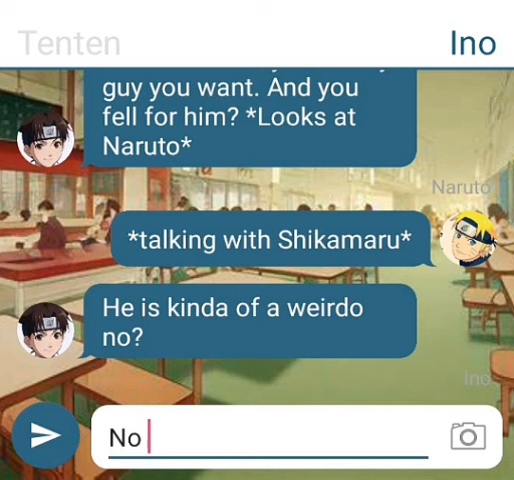 Tenten
Ino
guy you want. And you
fell for him? *Looks at
Naruto*
Naruto
*talking with Shikamaru*
He is kinda of a weirdo
no?
Ino
No